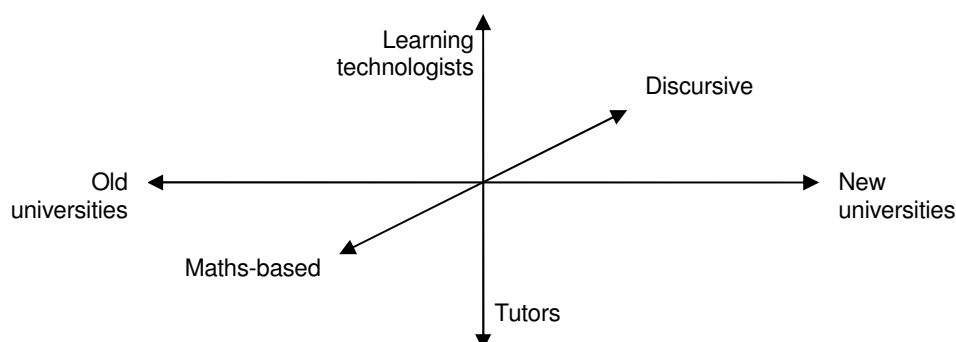 Learning
technologists
Discursive
Old
universities
New
universities
Maths-based
Tutors